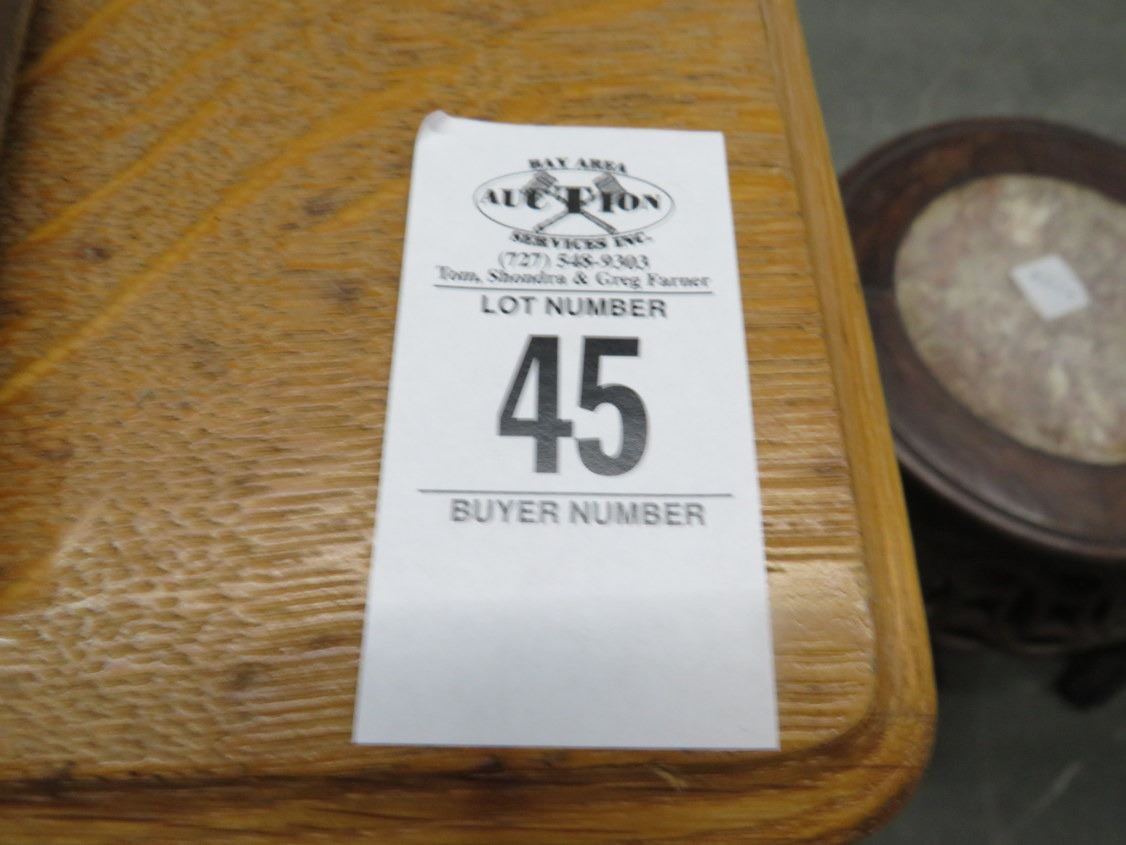 BAY AREA
AUCTION
SERVICES INC.
(727) 548-9303
Tom, Shondra & Greg Farner
LOT NUMBER
45
BUYER NUMBER